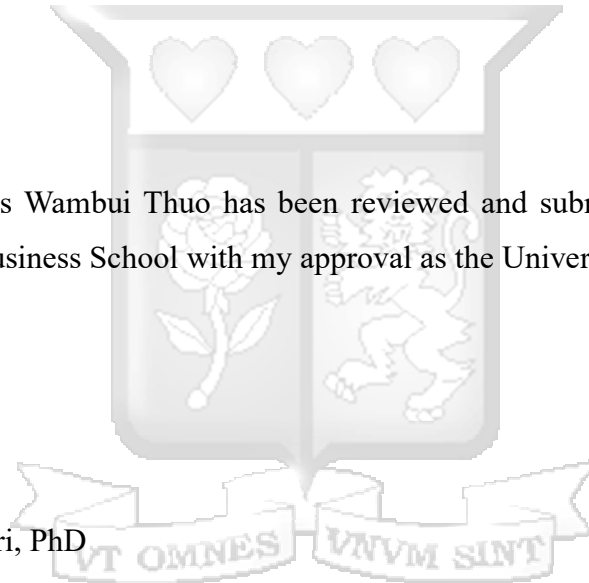 s Wambui Thuo has been reviewed and subr
usiness School with my approval as the Univer
ri, PhD
VT OMNES VNVM SINT